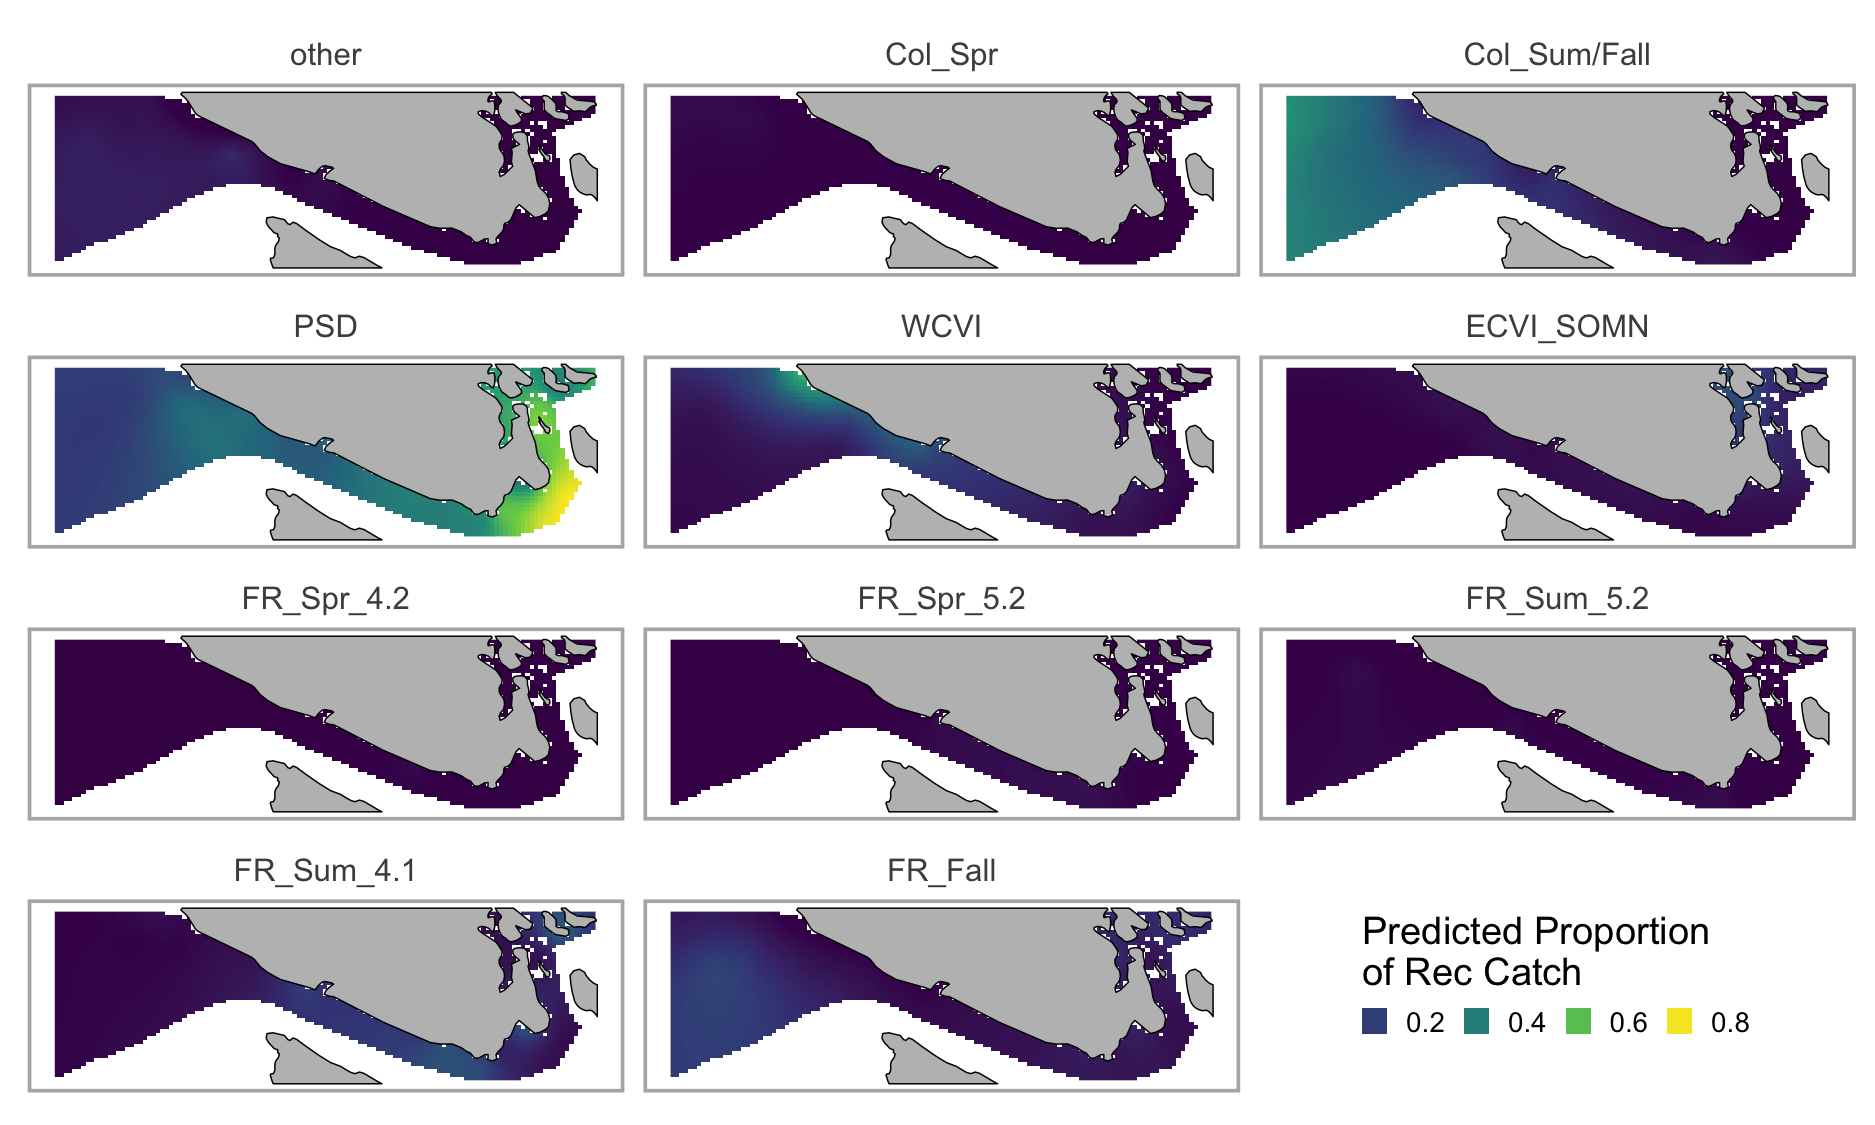 other
Col_Spr
Col_Sum/Fall
PSD
WCVI
ECVI_SOMN
FR_Spr_4.2
FR_Spr_5.2
FR_Sum_5.2
FR_Sum_4.1
FR_Fall
Predicted Proportion
of Rec Catch
0.2 0.4 0.6 0.8